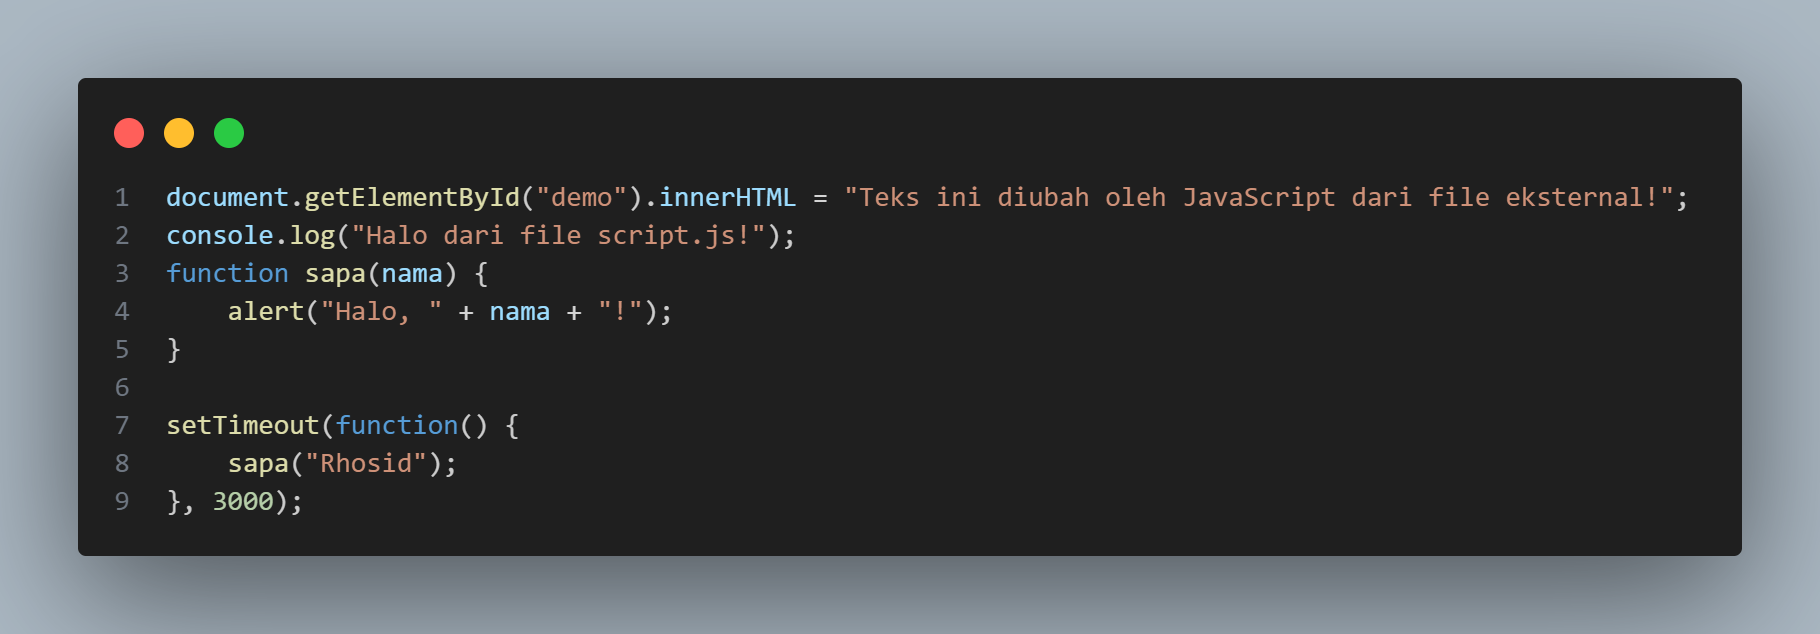 1 document.getElementById("demo").innerHTML = "Teks ini diubah oleh JavaScript dari file eksternal!";
2 console.log("Halo dari file script.js!");
3 function sapa(nama) {
4     alert("Halo, " + nama + "!");
5 }
6
7 setTimeout(function() {
8     sapa("Rhosid");
9 }, 3000);